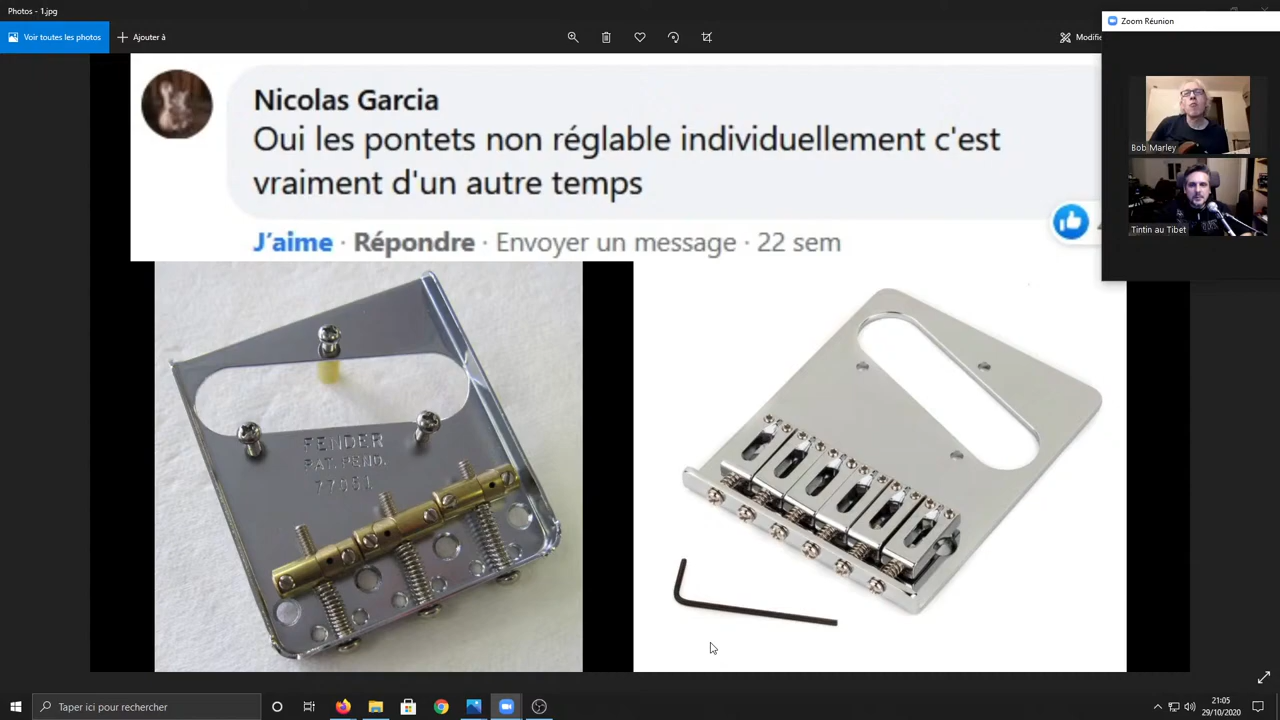 Photos - 1.jpg
Zoom Réunion
Voir toutes les photos
Ajouter à
Modifie
Nicolas Garcia
Oui les pontets non réglable individuellement c'est
vraiment d'un autre temps
J'aime · Répondre · Envoyer un message · 22 sem
Bob Marley
Tintin au Tibet
FENDER
PAT. PEND.
77051
Taper ici pour rechercher
21:05
29/10/2020